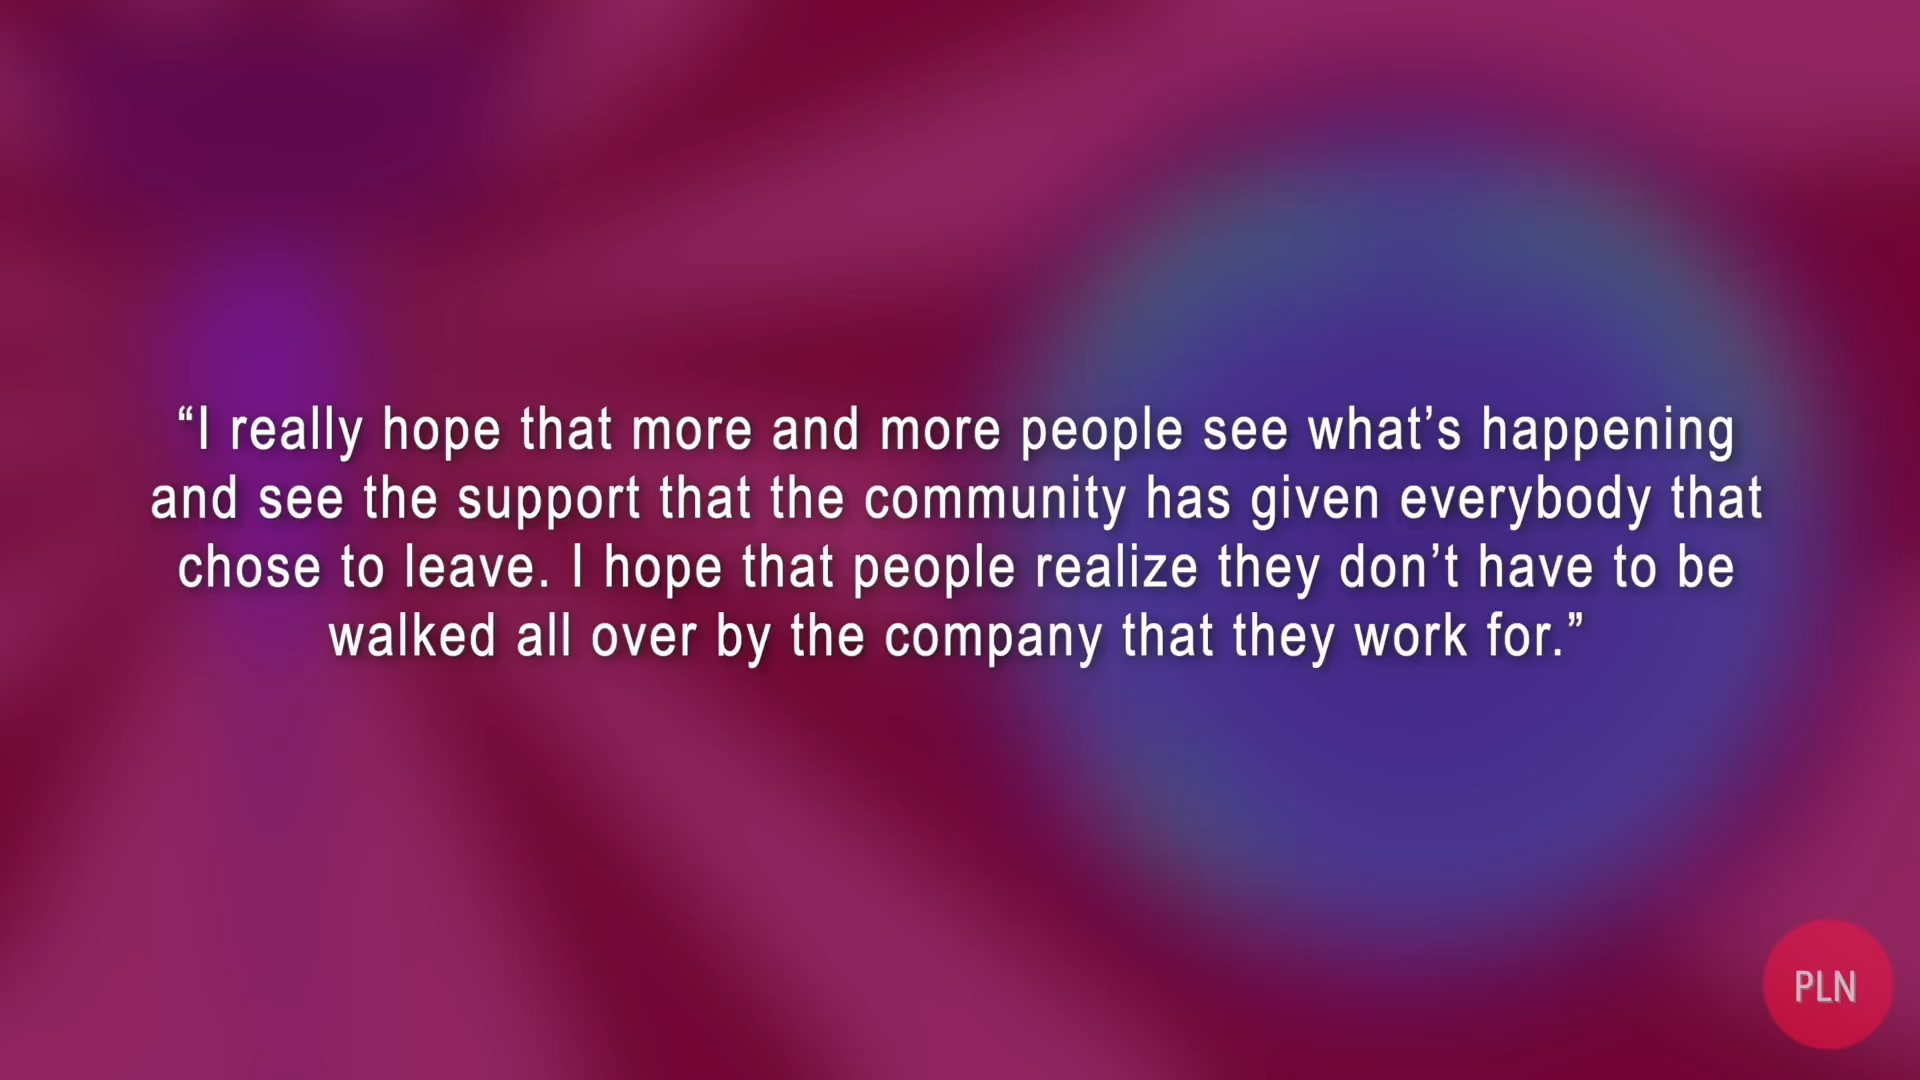 “I really hope that more and more people see what’s happening
and see the support that the community has given everybody that
chose to leave. I hope that people realize they don’t have to be
walked all over by the company that they work for.”
PLN